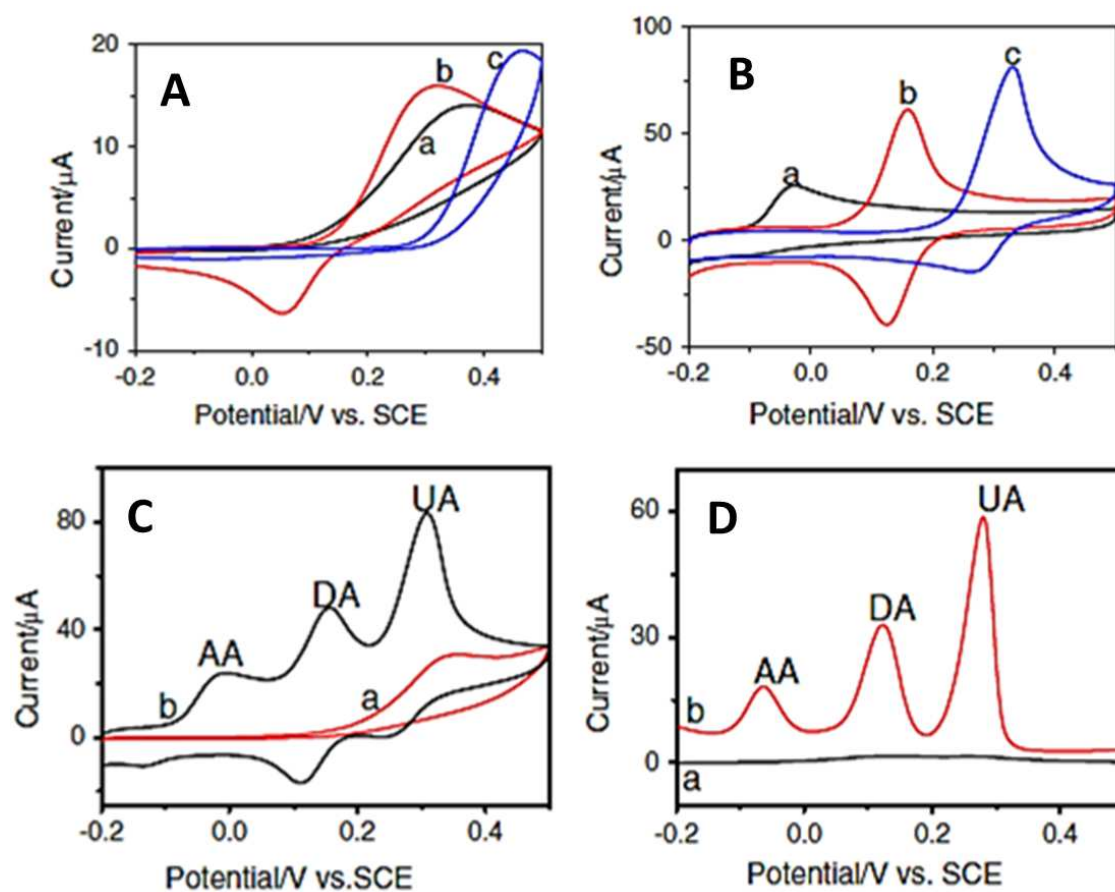 A
20
10
0
-10
Current/μA
a
b
c
-0.2 0.0 0.2 0.4
Potential/V vs. SCE
B
100
50
0
-50
Current/μA
a
b
c
-0.2 0.0 0.2 0.4
Potential/V vs. SCE
C
80
40
0
Current/μA
AA
DA
UA
b
a
-0.2 0.0 0.2 0.4
Potential/V vs.SCE
D
60
30
0
Current/μA
AA
DA
UA
b
a
-0.2 0.0 0.2 0.4
Potential/V vs. SCE